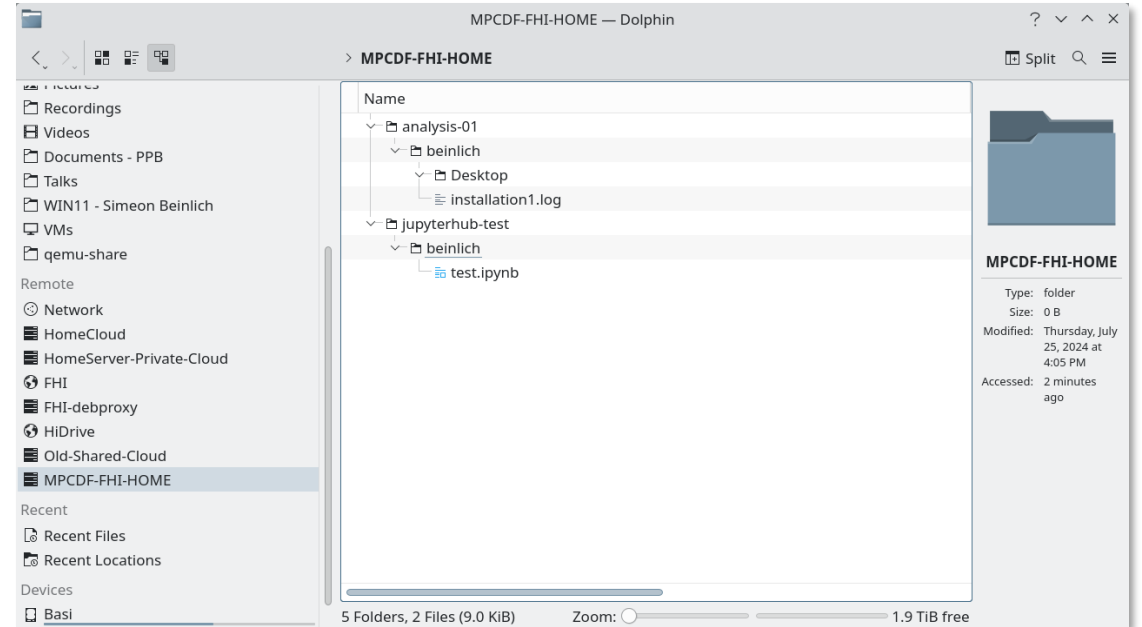 MPCDF-FHI-HOME — Dolphin
MPCDF-FHI-HOME
Split
Pictures
Recordings
Videos
Documents - PPB
Talks
WIN11 - Simeon Beinlich
VMs
qemu-share
Remote
Network
HomeCloud
HomeServer-Private-Cloud
FHI
FHI-debproxy
HiDrive
Old-Shared-Cloud
MPCDF-FHI-HOME
Recent
Recent Files
Recent Locations
Devices
Basi
Name
analysis-01
beinlich
Desktop
installation1.log
jupyterhub-test
beinlich
test.ipynb
5 Folders, 2 Files (9.0 KiB)
Zoom:
1.9 TiB free
MPCDF-FHI-HOME
Type: folder
Size: 0 B
Modified: Thursday, July
25, 2024 at
4:05 PM
Accessed: 2 minutes
ago